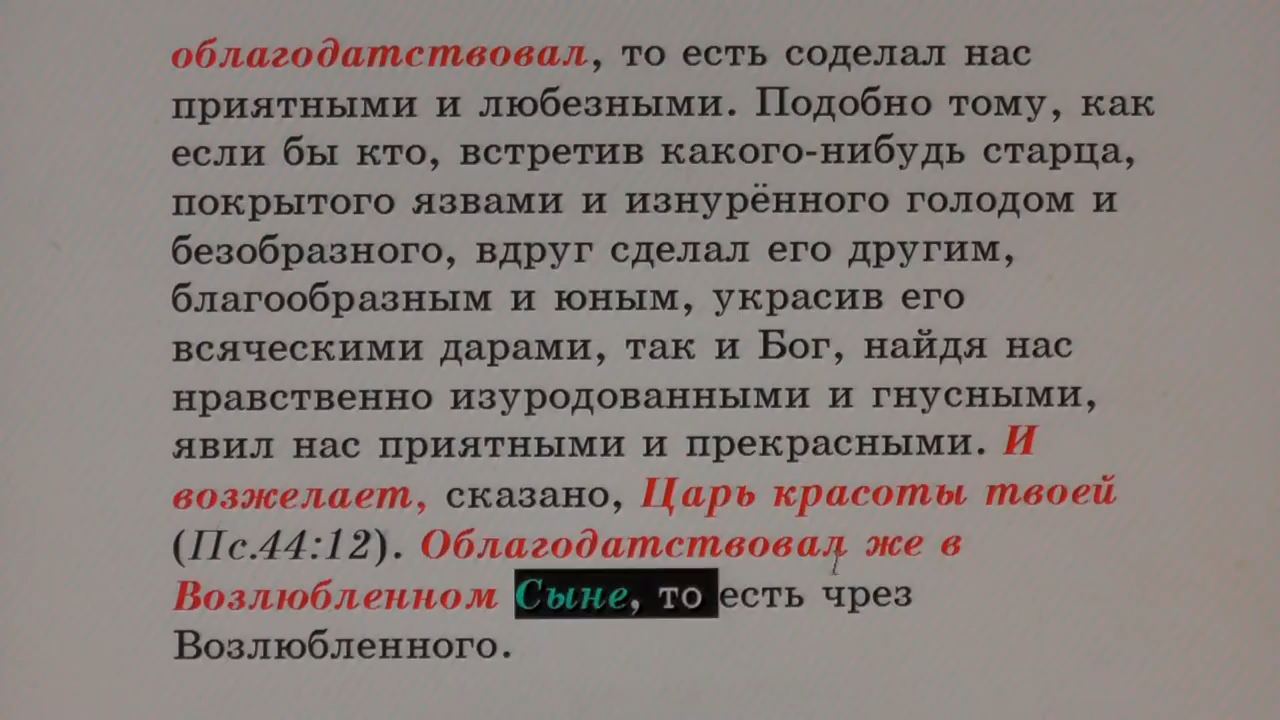 облагодатствовал, то есть соделал нас
приятными и любезными. Подобно тому, как
если бы кто, встретив какого-нибудь старца,
покрытого язвами и изнурённого голодом и
безобразного, вдруг сделал его другим,
благообразным и юным, украсив его
всяческими дарами, так и Бог, найдя нас
нравственно изуродованными и гнусными,
явил нас приятными и прекрасными. И
возжелает, сказано, Царь красоты твоей
(Пс.44:12). Облагодатствовал же в
Возлюбленном Сыне, то есть чрез
Возлюбленного.